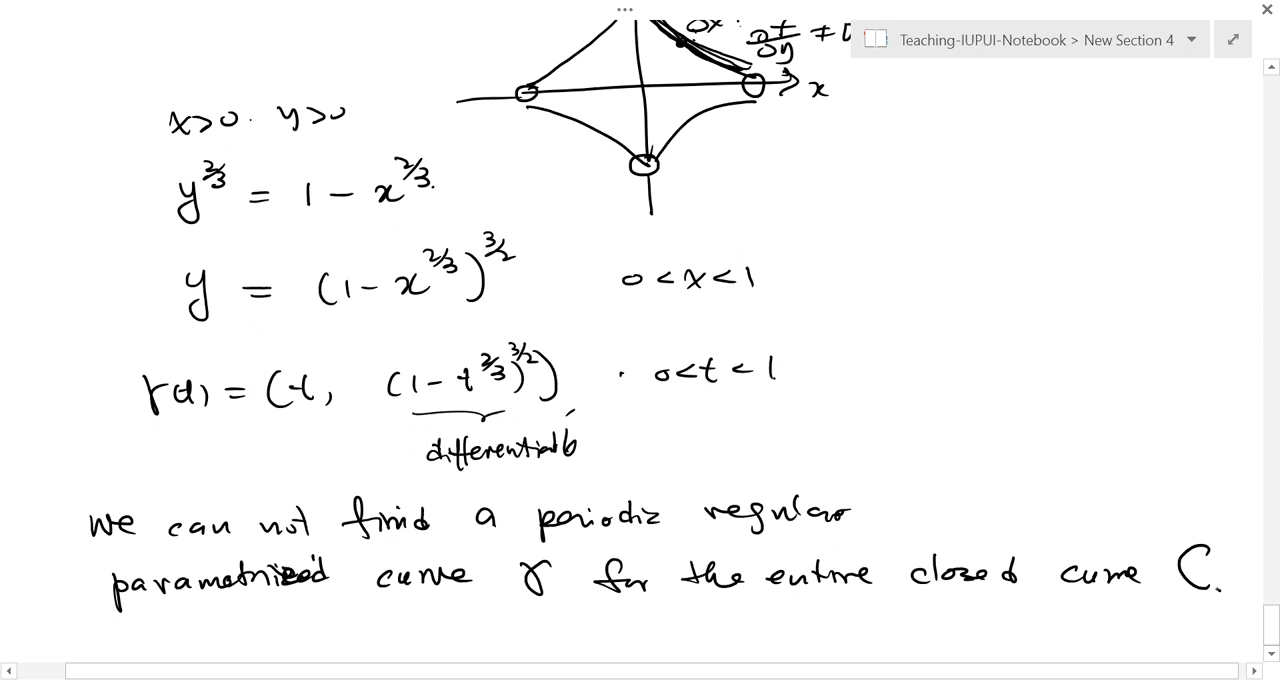 Teaching-IUPUI-Notebook > New Section 4
∂x
∂f/∂y ≠
x
x>0. y>0
y^{2/3} = 1 - x^{2/3}.
y = (1 - x^{2/3})^{3/2} 0 < x < 1
γ(t) = (t, (1 - t^{2/3})^{3/2}) . 0<t<1
differentiab
we can not find a periodic regular
parametrized curve γ for the entire closed curve C.